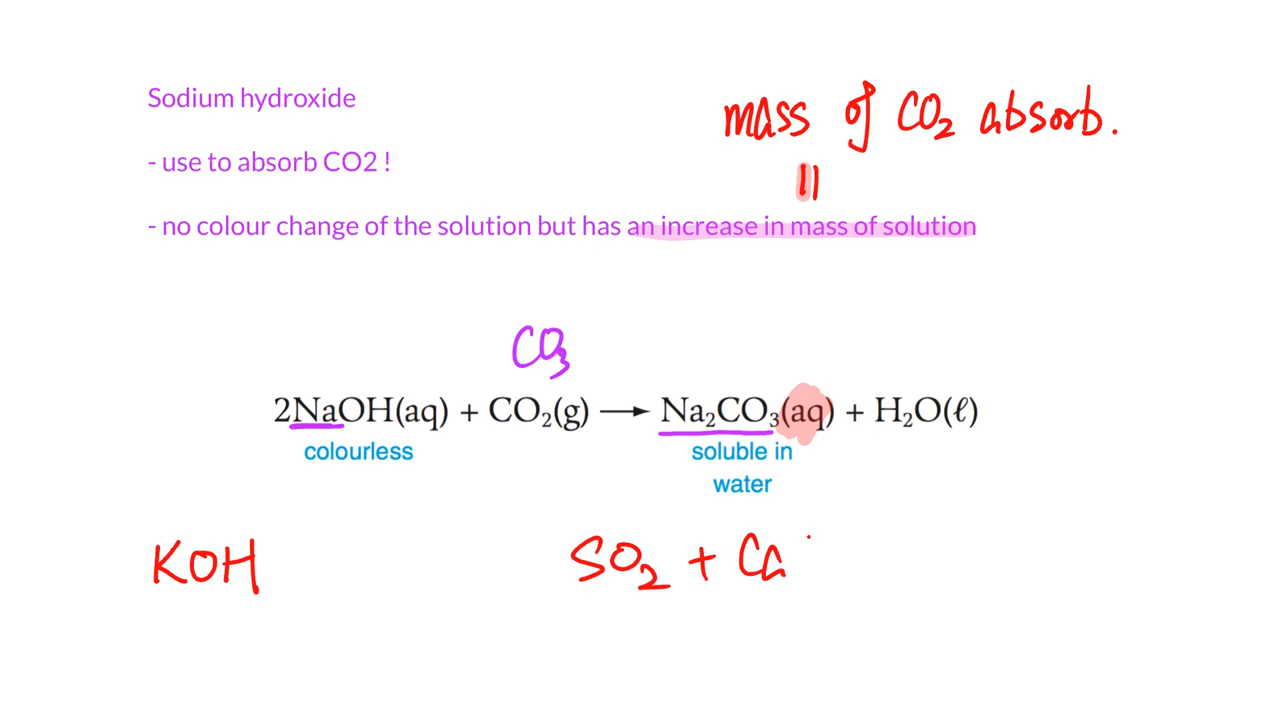 Sodium hydroxide
mass of CO₂ absorb.
- use to absorb CO2 !
||
- no colour change of the solution but has an increase in mass of solution
CO₃
2NaOH(aq) + CO₂(g) ⟶ Na₂CO₃(aq) + H₂O(ℓ)
colourless
soluble in
water
KOH
SO₂ + Ca